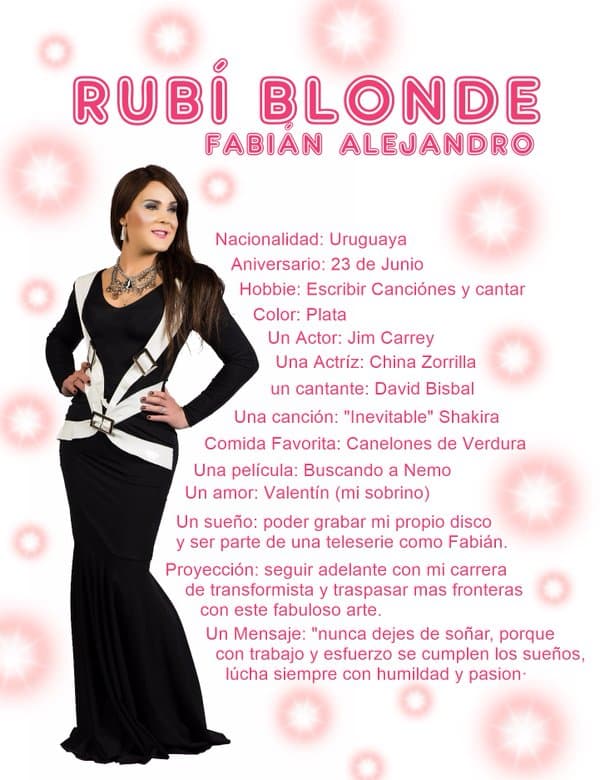 RUBÍ BLONDE
FABIÁN ALEJANDRO
Nacionalidad: Uruguaya
Aniversario: 23 de Junio
Hobbie: Escribir Canciónes y cantar
Color: Plata
Un Actor: Jim Carrey
Una Actríz: China Zorrilla
un cantante: David Bisbal
Una canción: "Inevitable" Shakira
Comida Favorita: Canelones de Verdura
Una película: Buscando a Nemo
Un amor: Valentín (mi sobrino)
Un sueño: poder grabar mi propio disco
y ser parte de una teleserie como Fabián.
Proyección: seguir adelante con mi carrera
de transformista y traspasar mas fronteras
con este fabuloso arte.
Un Mensaje: "nunca dejes de soñar, porque
con trabajo y esfuerzo se cumplen los sueños,
lúcha siempre con humildad y pasion·